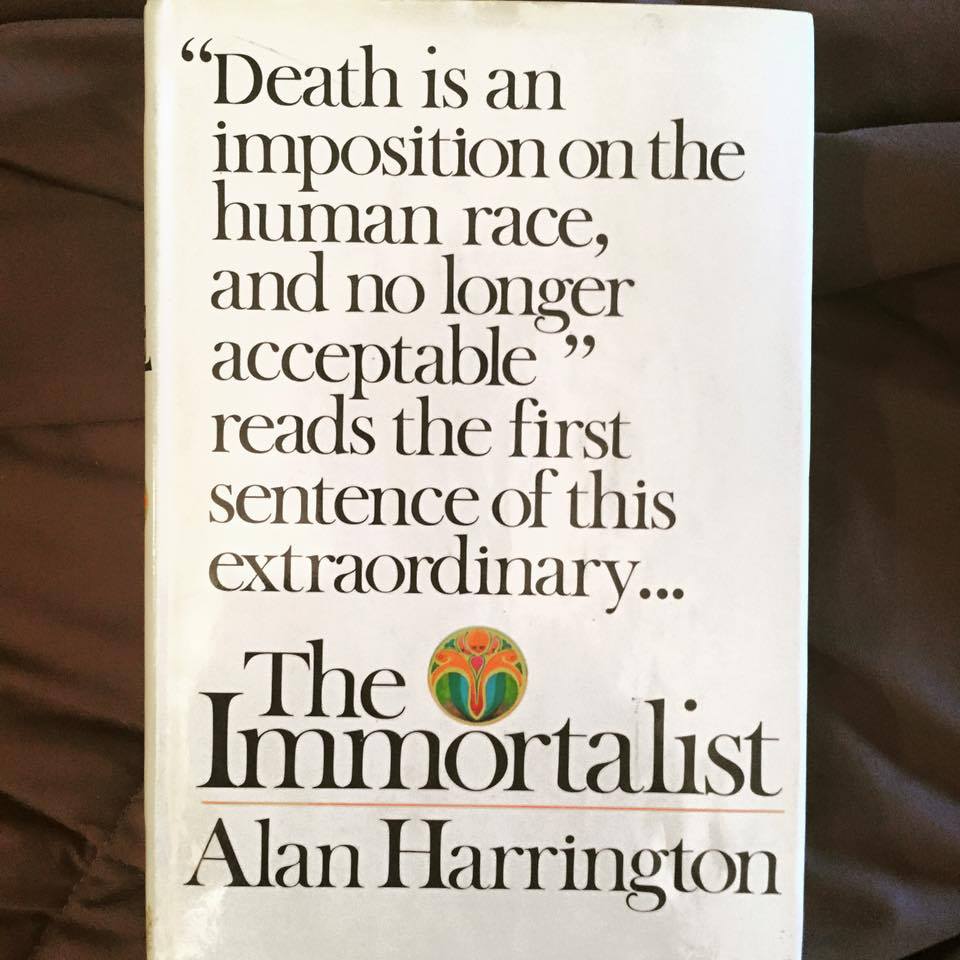 “Death is an
imposition on the
human race,
and no longer
acceptable ”
reads the first
sentence of this
extraordinary...
The
Immortalist
Alan Harrington